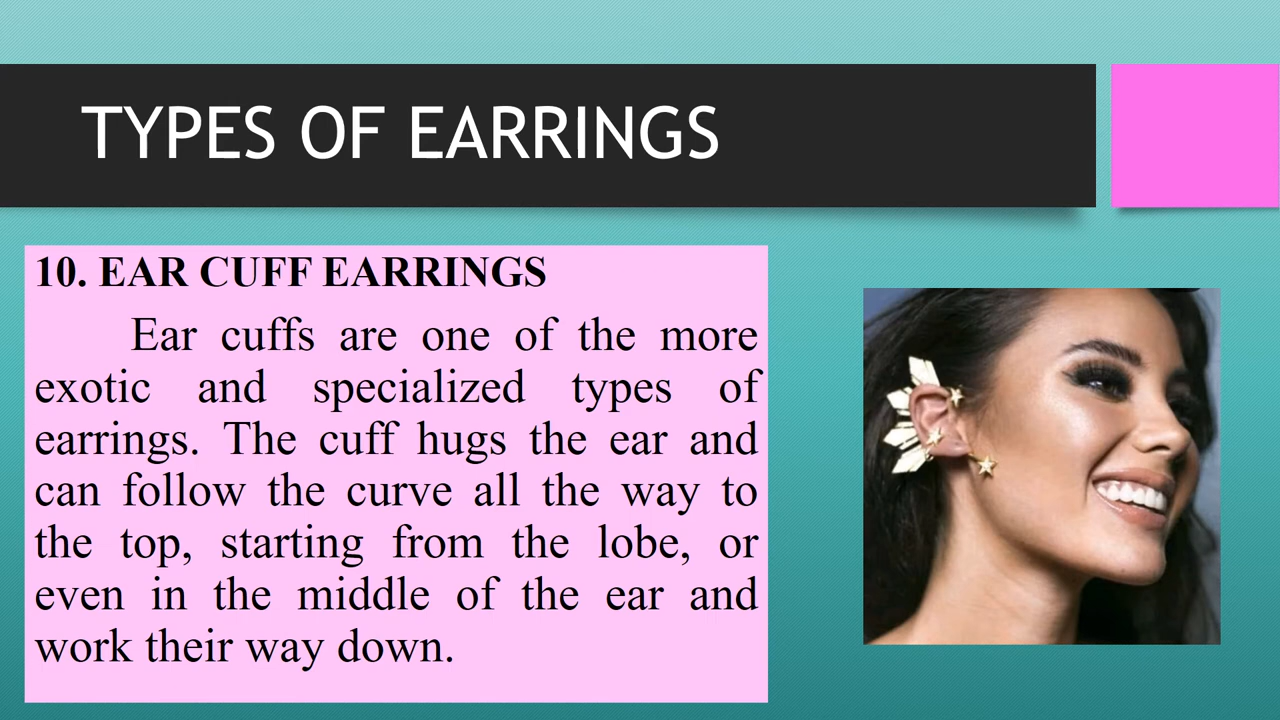 TYPES OF EARRINGS
10. EAR CUFF EARRINGS
Ear cuffs are one of the more
exotic and specialized types of
earrings. The cuff hugs the ear and
can follow the curve all the way to
the top, starting from the lobe, or
even in the middle of the ear and
work their way down.